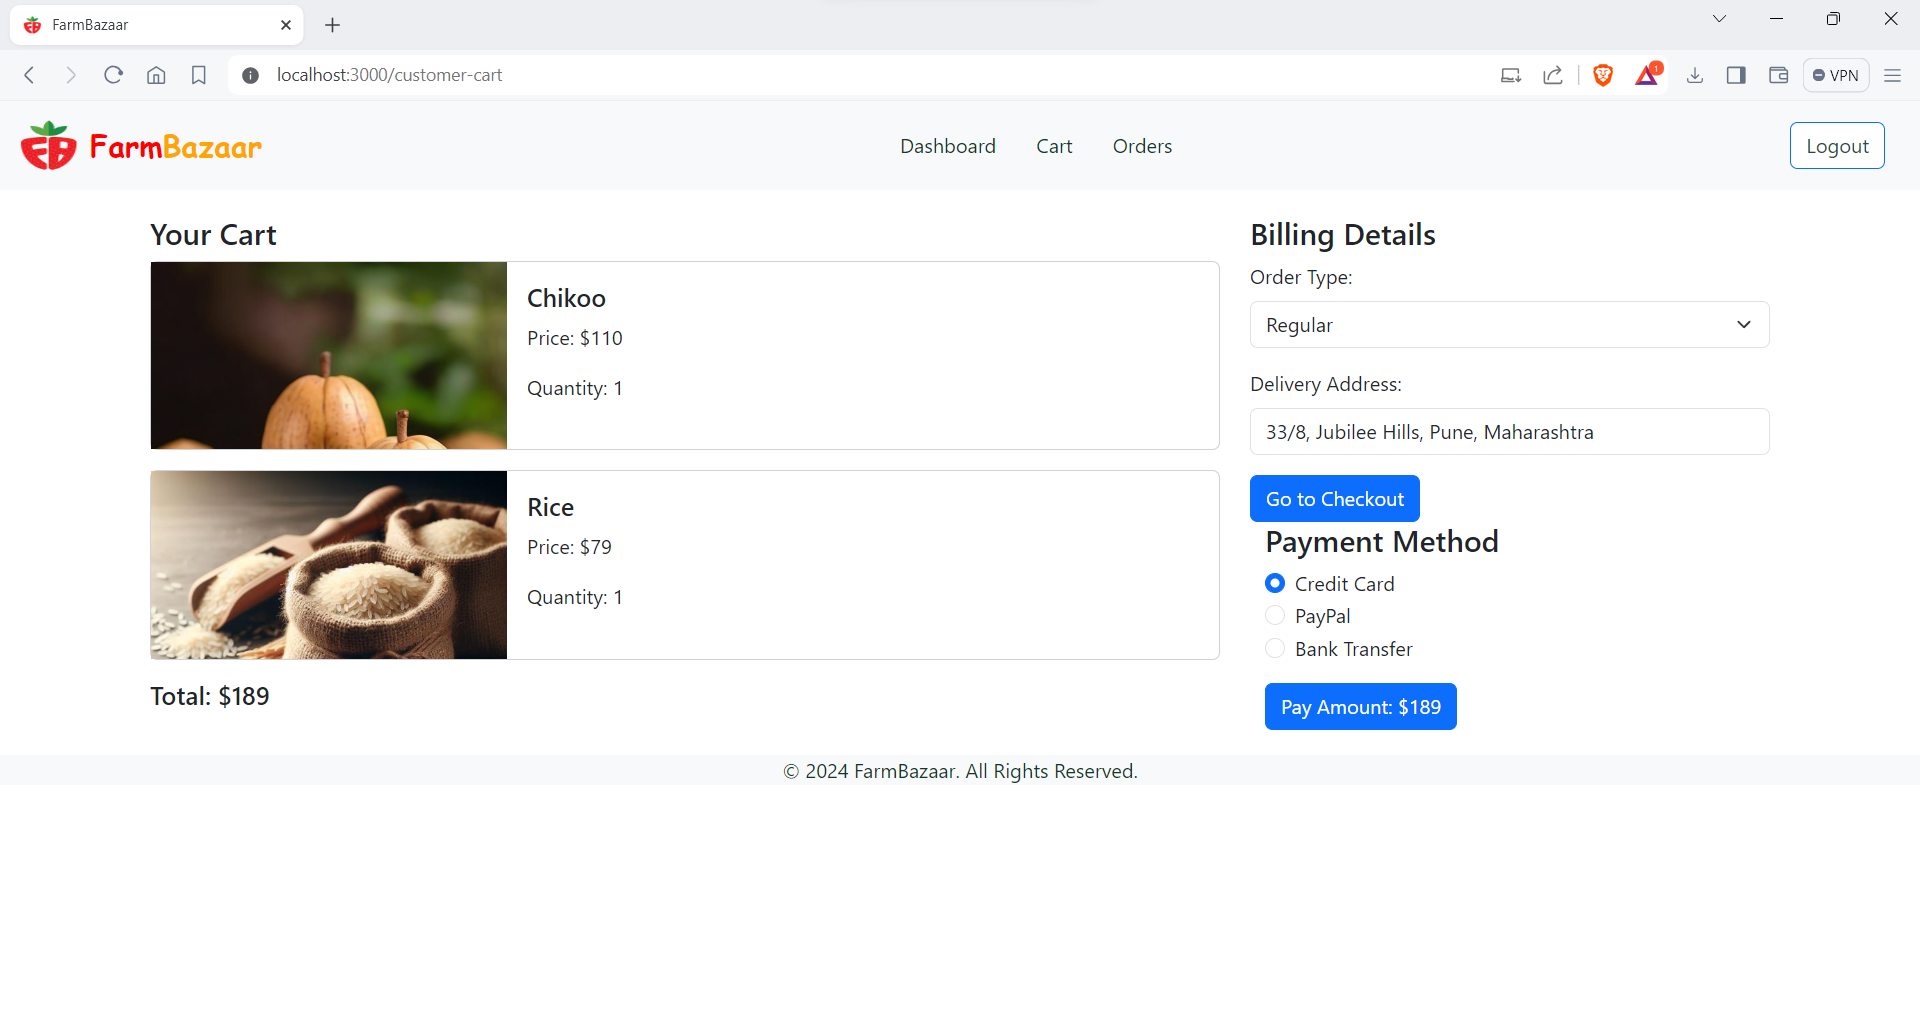 FarmBazaar
localhost:3000/customer-cart
1
VPN
FarmBazaar
Dashboard
Cart
Orders
Logout
Your Cart
Chikoo
Price: $110
Quantity: 1
Rice
Price: $79
Quantity: 1
Total: $189
Billing Details
Order Type:
Regular
Delivery Address:
33/8, Jubilee Hills, Pune, Maharashtra
Go to Checkout
Payment Method
Credit Card
PayPal
Bank Transfer
Pay Amount: $189
© 2024 FarmBazaar. All Rights Reserved.